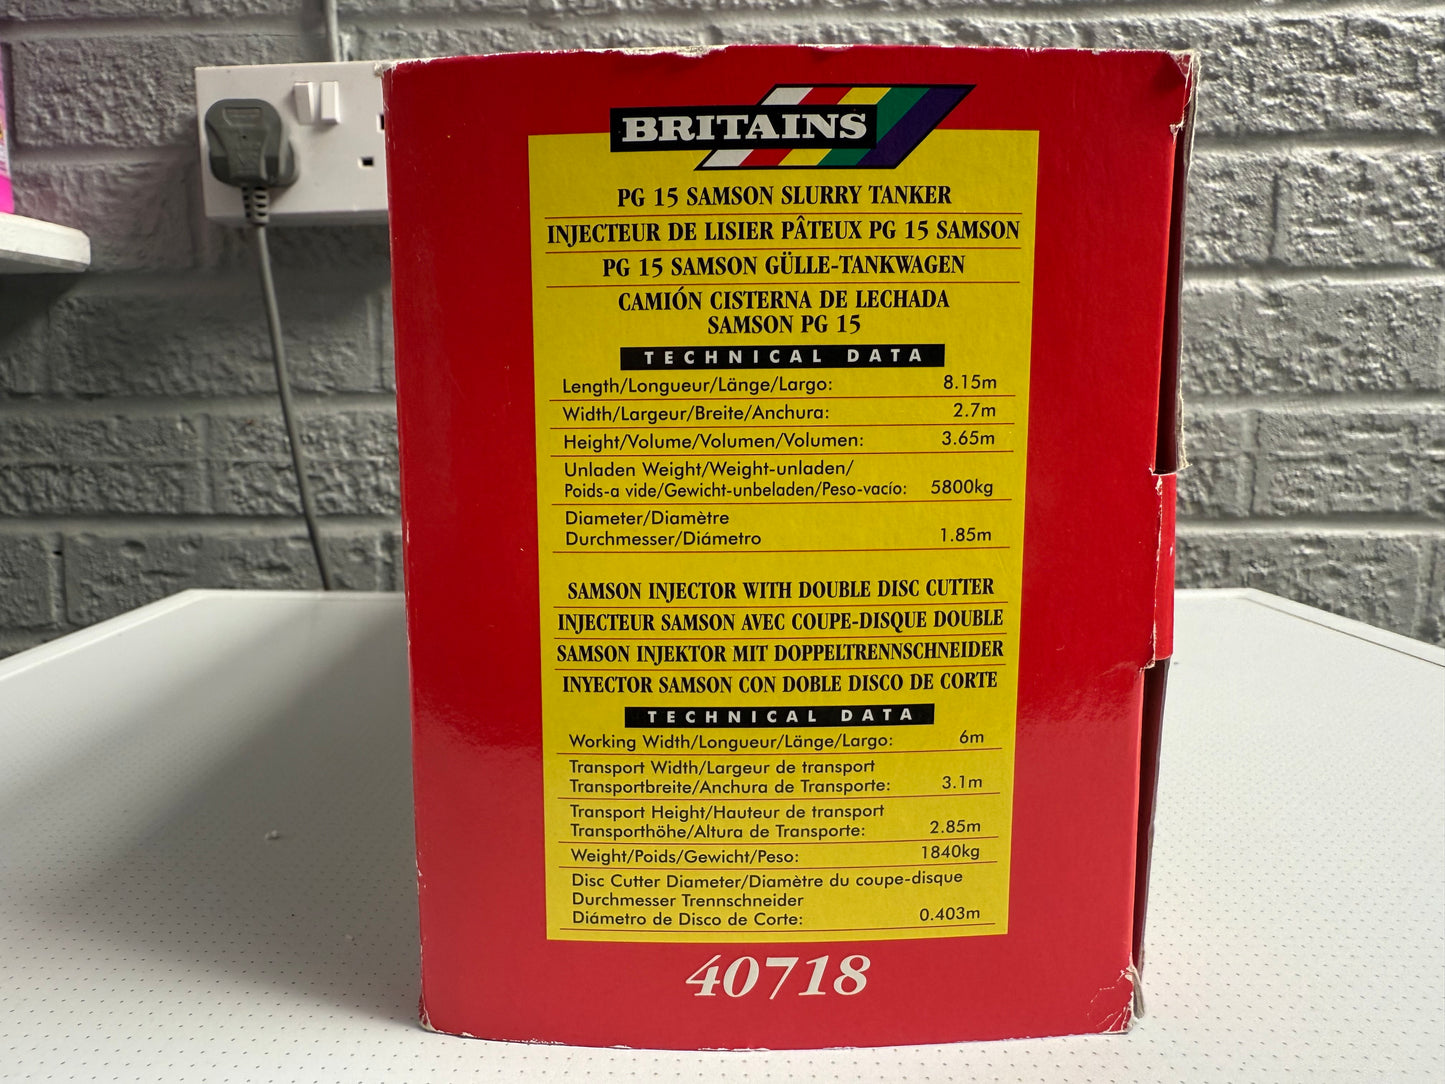 BRITAINS
PG 15 SAMSON SLURRY TANKER
INJECTEUR DE LISIER PÂTEUX PG 15 SAMSON
PG 15 SAMSON GÜLLE-TANKWAGEN
CAMIÓN CISTERNA DE LECHADA
SAMSON PG 15
TECHNICAL DATA
Length/Longueur/Länge/Largo: 8.15m
Width/Largeur/Breite/Anchura: 2.7m
Height/Volume/Volumen/Volumen: 3.65m
Unladen Weight/Weight-unladen/
Poids-a vide/Gewicht-unbeladen/Peso-vacío: 5800kg
Diameter/Diamètre
Durchmesser/Diámetro 1.85m
SAMSON INJECTOR WITH DOUBLE DISC CUTTER
INJECTEUR SAMSON AVEC COUPE-DISQUE DOUBLE
SAMSON INJEKTOR MIT DOPPELTRENNSCHNEIDER
INYECTOR SAMSON CON DOBLE DISCO DE CORTE
TECHNICAL DATA
Working Width/Longueur/Länge/Largo: 6m
Transport Width/Largeur de transport
Transportbreite/Anchura de Transporte: 3.1m
Transport Height/Hauteur de transport
Transporthöhe/Altura de Transporte: 2.85m
Weight/Poids/Gewicht/Peso: 1840kg
Disc Cutter Diameter/Diamètre du coupe-disque
Durchmesser Trennschneider
Diámetro de Disco de Corte: 0.403m
40718